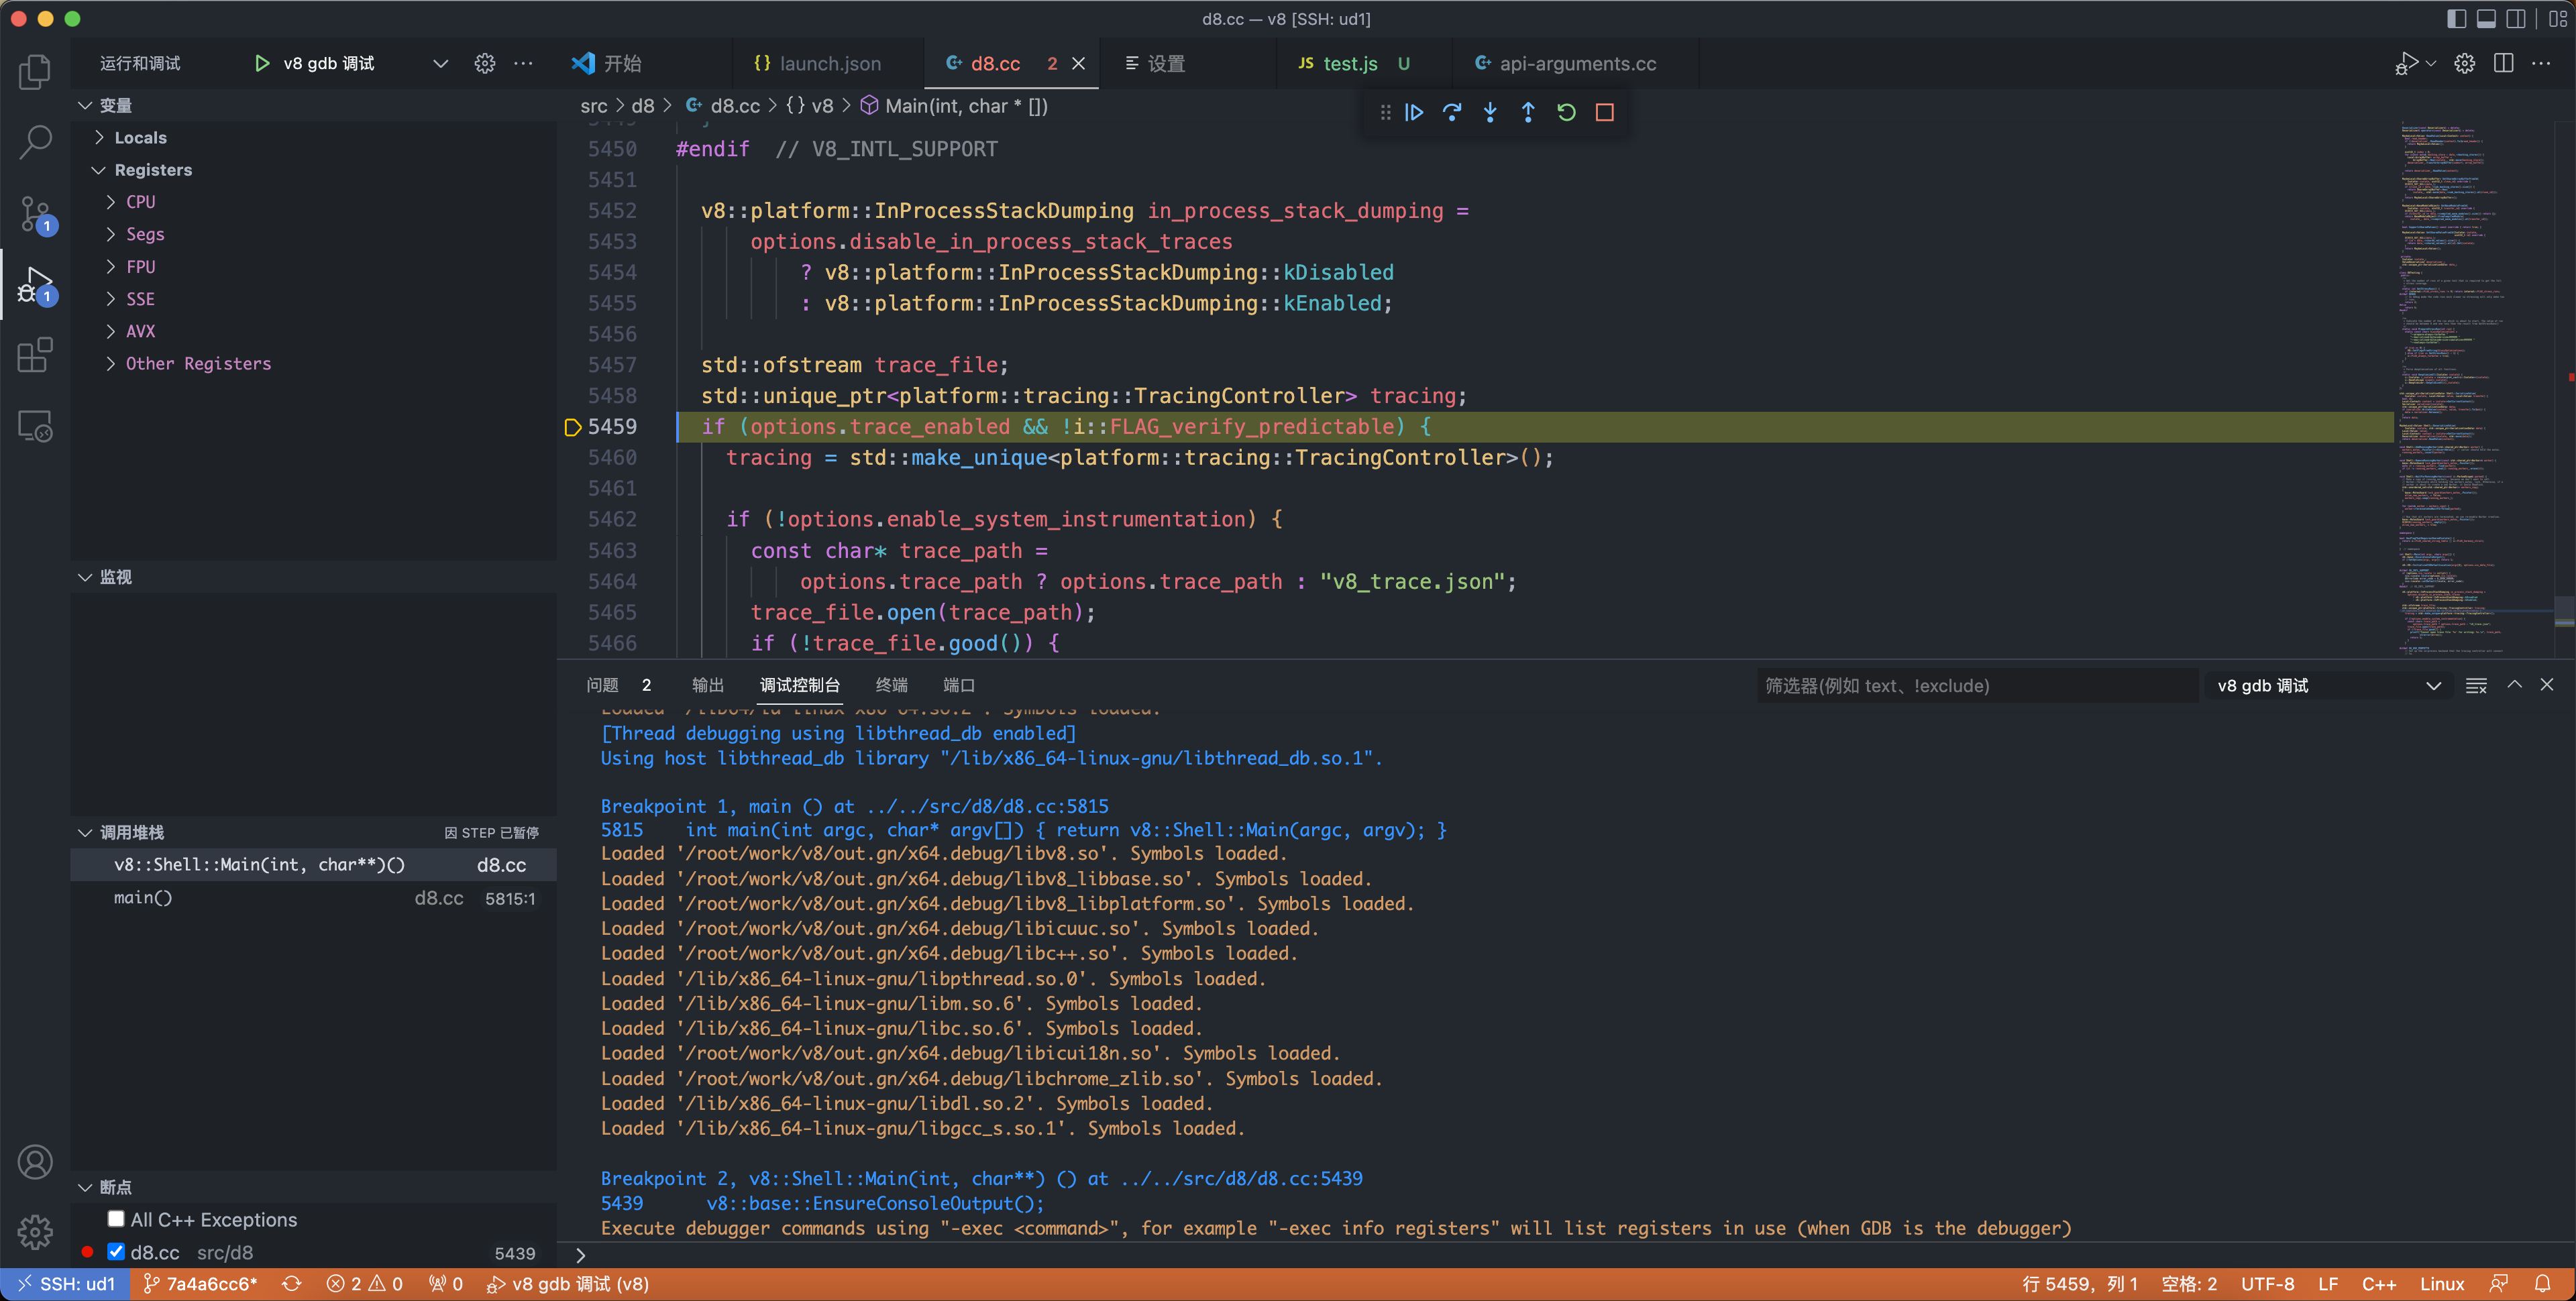 d8.cc — v8 [SSH: ud1]
运行和调试
v8 gdb 调试
开始
launch.json
d8.cc 2
设置
JS test.js U
api-arguments.cc
变量
Locals
Registers
CPU
Segs
FPU
SSE
AVX
Other Registers
监视
调用堆栈
因 STEP 已暂停
v8::Shell::Main(int, char**)() d8.cc
main() d8.cc 5815:1
断点
All C++ Exceptions
d8.cc src/d8 5439
1
1
src > d8 > d8.cc > {} v8 > Main(int, char * [])
5450 #endif  // V8_INTL_SUPPORT
5451
5452 v8::platform::InProcessStackDumping in_process_stack_dumping =
5453 options.disable_in_process_stack_traces
5454 ? v8::platform::InProcessStackDumping::kDisabled
5455 : v8::platform::InProcessStackDumping::kEnabled;
5456
5457 std::ofstream trace_file;
5458 std::unique_ptr<platform::tracing::TracingController> tracing;
5459 if (options.trace_enabled && !i::FLAG_verify_predictable) {
5460 tracing = std::make_unique<platform::tracing::TracingController>();
5461
5462 if (!options.enable_system_instrumentation) {
5463 const char* trace_path =
5464 options.trace_path ? options.trace_path : "v8_trace.json";
5465 trace_file.open(trace_path);
5466 if (!trace_file.good()) {
问题 2 输出 调试控制台 终端 端口
筛选器(例如 text、!exclude)
v8 gdb 调试
Loaded '/lib64/ld-linux-x86-64.so.2'. Symbols loaded.
[Thread debugging using libthread_db enabled]
Using host libthread_db library "/lib/x86_64-linux-gnu/libthread_db.so.1".
Breakpoint 1, main () at ../../src/d8/d8.cc:5815
5815 int main(int argc, char* argv[]) { return v8::Shell::Main(argc, argv); }
Loaded '/root/work/v8/out.gn/x64.debug/libv8.so'. Symbols loaded.
Loaded '/root/work/v8/out.gn/x64.debug/libv8_libbase.so'. Symbols loaded.
Loaded '/root/work/v8/out.gn/x64.debug/libv8_libplatform.so'. Symbols loaded.
Loaded '/root/work/v8/out.gn/x64.debug/libicuuc.so'. Symbols loaded.
Loaded '/root/work/v8/out.gn/x64.debug/libc++.so'. Symbols loaded.
Loaded '/lib/x86_64-linux-gnu/libpthread.so.0'. Symbols loaded.
Loaded '/lib/x86_64-linux-gnu/libm.so.6'. Symbols loaded.
Loaded '/lib/x86_64-linux-gnu/libc.so.6'. Symbols loaded.
Loaded '/root/work/v8/out.gn/x64.debug/libicui18n.so'. Symbols loaded.
Loaded '/root/work/v8/out.gn/x64.debug/libchrome_zlib.so'. Symbols loaded.
Loaded '/lib/x86_64-linux-gnu/libdl.so.2'. Symbols loaded.
Loaded '/lib/x86_64-linux-gnu/libgcc_s.so.1'. Symbols loaded.
Breakpoint 2, v8::Shell::Main(int, char**) () at ../../src/d8/d8.cc:5439
5439 v8::base::EnsureConsoleOutput();
Execute debugger commands using "-exec <command>", for example "-exec info registers" will list registers in use (when GDB is the debugger)
SSH: ud1 7a4a6cc6* 2 0 0 v8 gdb 调试 (v8) 行 5459，列 1 空格: 2 UTF-8 LF C++ Linux